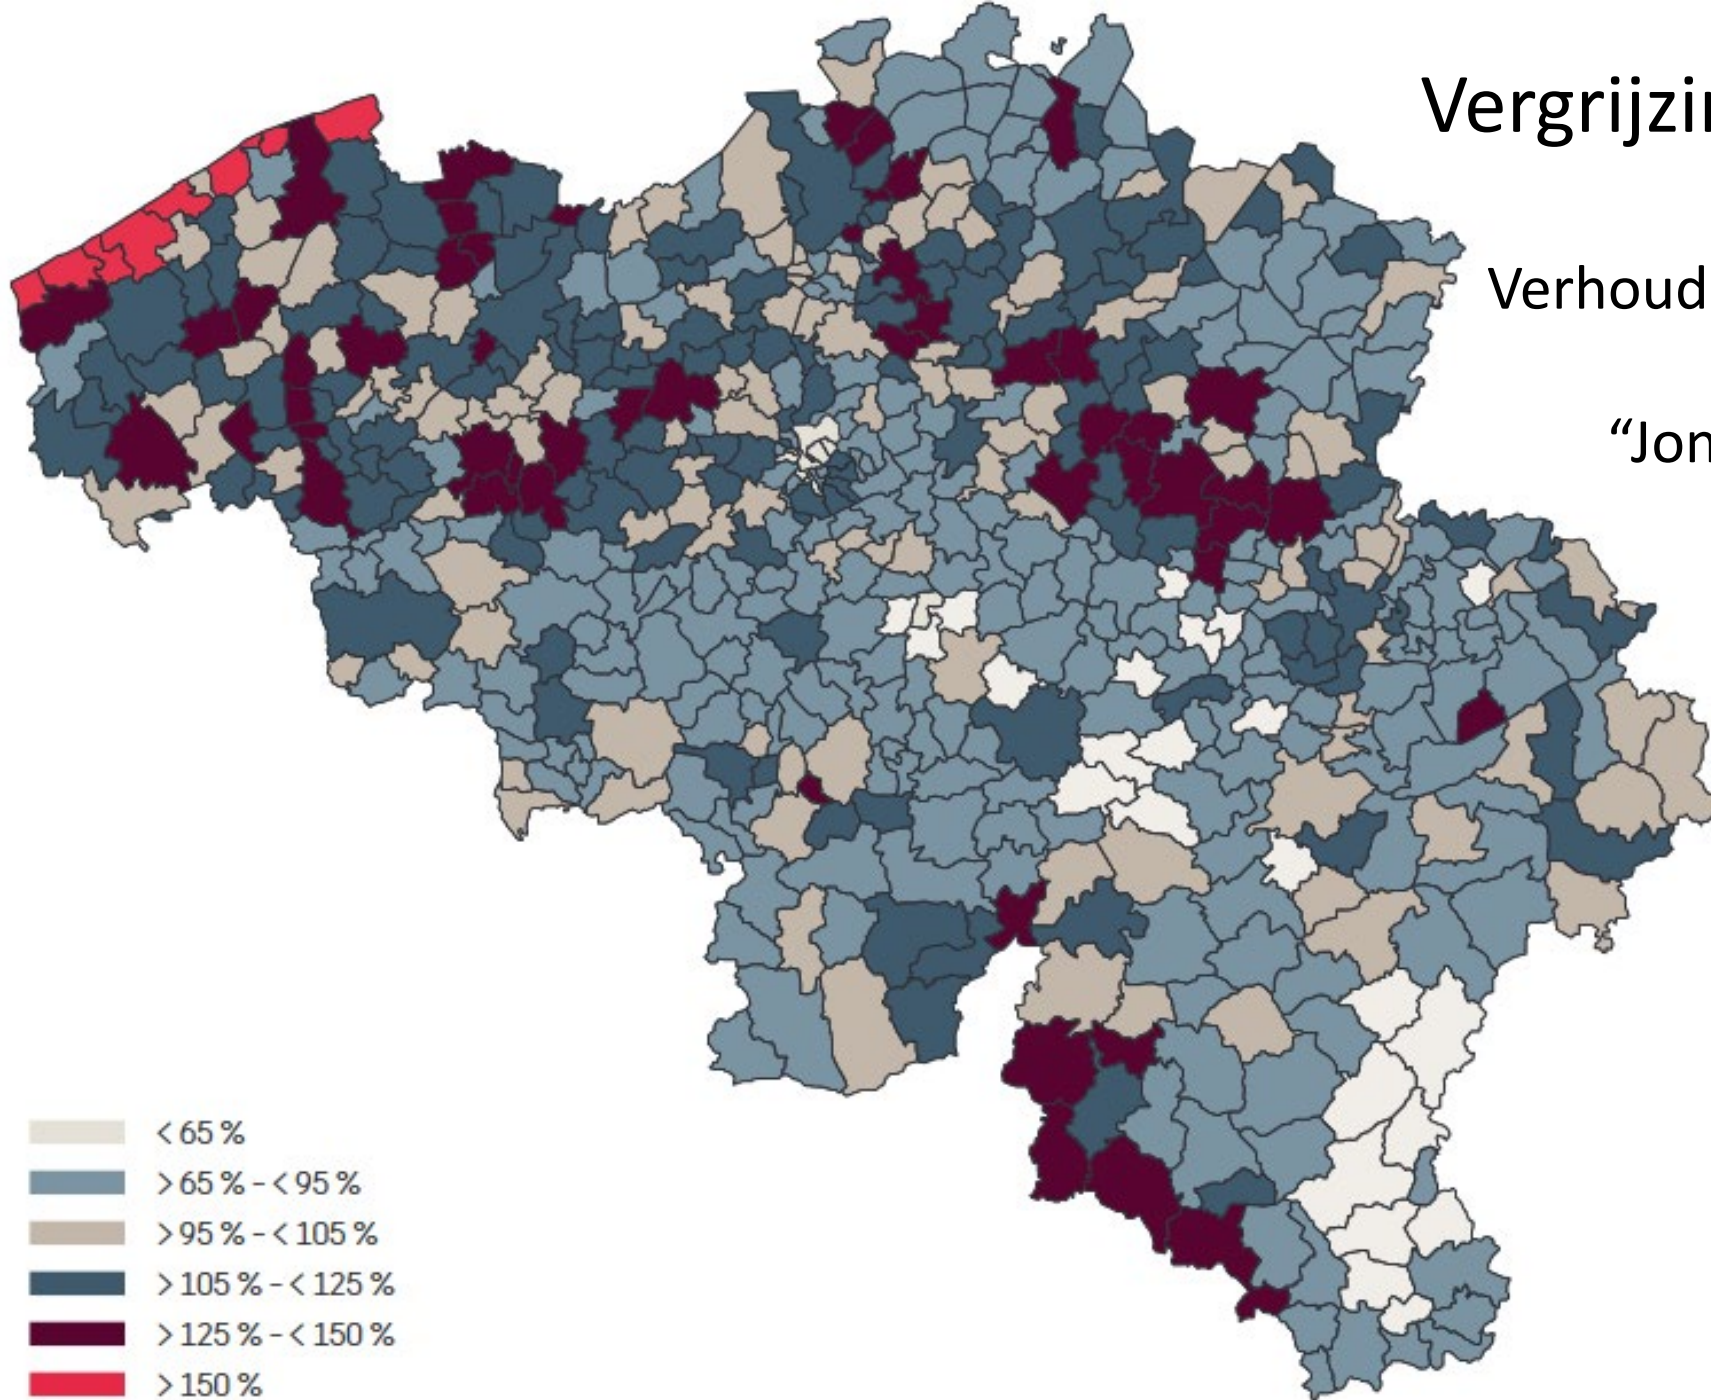 Vergrijzi
Verhoud
“Jon
< 65 %
> 65 % – < 95 %
> 95 % – < 105 %
> 105 % – < 125 %
> 125 % – < 150 %
> 150 %